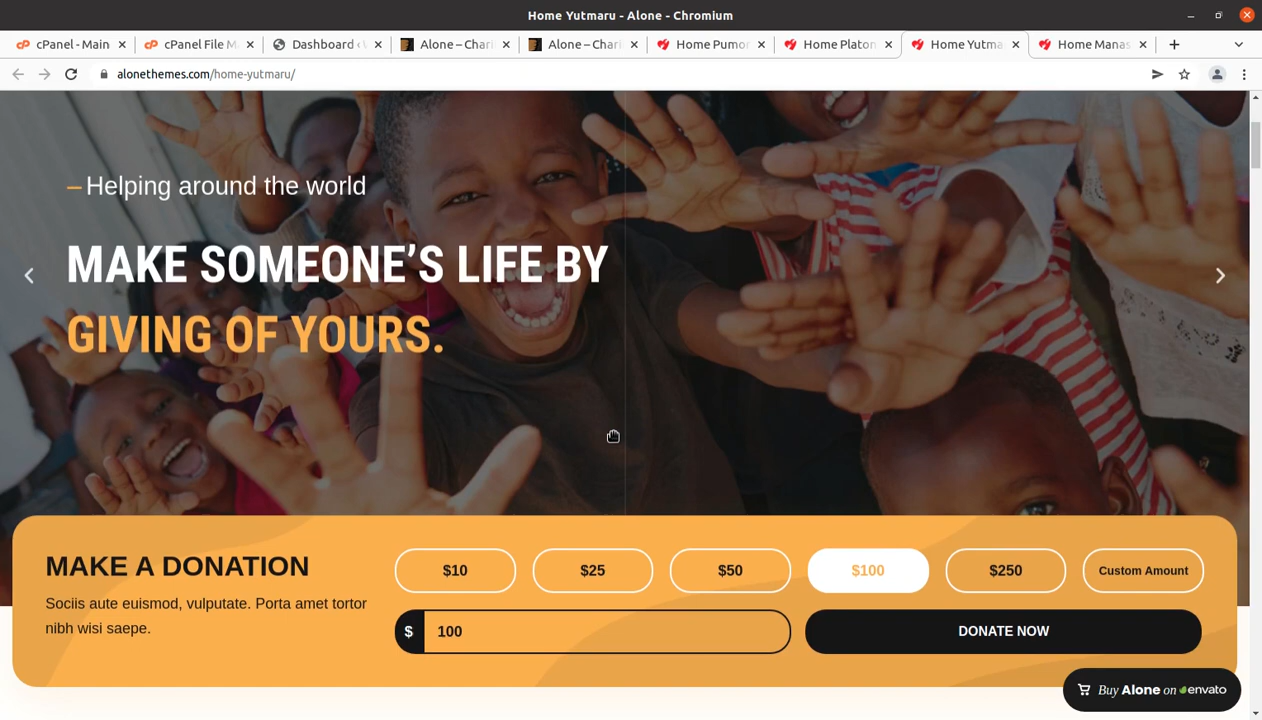 Home Yutmaru - Alone - Chromium
cPanel - Main
cPanel File M
Dashboard
Alone – Chari
Alone – Chari
Home Pumo
Home Platon
Home Yutma
Home Manas
alonethemes.com/home-yutmaru/
– Helping around the world
MAKE SOMEONE’S LIFE BY
GIVING OF YOURS.
MAKE A DONATION
Sociis aute euismod, vulputate. Porta amet tortor
nibh wisi saepe.
$10
$25
$50
$100
$250
Custom Amount
$ 100
DONATE NOW
Buy Alone on envato